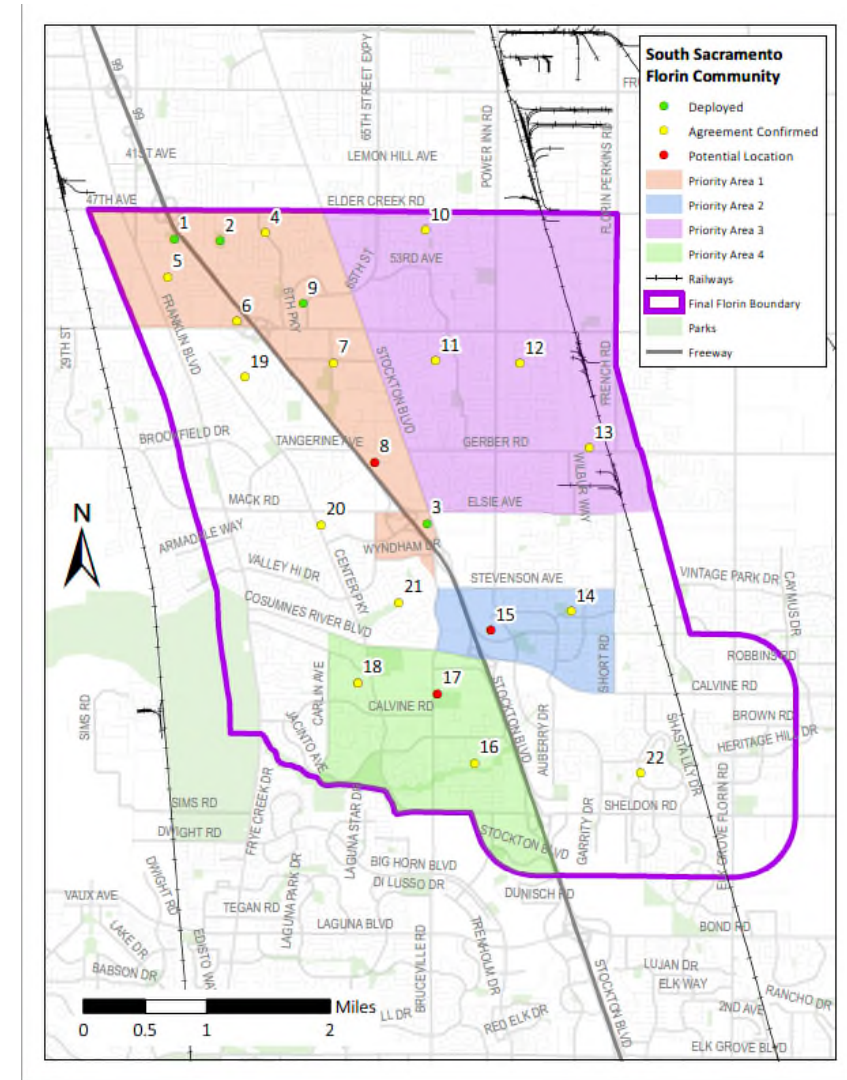 South Sacramento
Florin Community
Deployed
Agreement Confirmed
Potential Location
Priority Area 1
Priority Area 2
Priority Area 3
Priority Area 4
Railways
Final Florin Boundary
Parks
Freeway
99
99
65TH STREET EXPY
POWER INN RD
FLORIN PERKINS RD
41ST AVE
LEMON HILL AVE
47TH AVE
ELDER CREEK RD
1
2
4
10
53RD AVE
65TH ST
5
9
6TH PKY
6
FRANKLIN BLVD
29TH ST
19
7
STOCKTON BLVD
11
12
FRENCH RD
BROOKFIELD DR
TANGERINE AVE
8
GERBER RD
13
WILBUR WAY
N
MACK RD
ELSIE AVE
20
3
ARMADALE WAY
WYNDHAM DR
VALLEY HI DR
CENTER PKY
STEVENSON AVE
VINTAGE PARK DR
CAYMUS DR
COSUMNES RIVER BLVD
21
15
14
SHORT RD
ROBBINS RD
CARLIN AVE
18
17
CALVINE RD
CALVINE RD
STOCKTON BLVD
SIMS RD
JACINTO AVE
AUBERRY DR
SHASTA LILY DR
BROWN RD
HERITAGE HILL DR
16
22
SIMS RD
DWIGHT RD
FRYE CREEK DR
LAGUNA STAR DR
STOCKTON BLVD
GARRITY DR
SHELDON RD
ELK GROVE FLORIN RD
DWIGHT RD
BIG HORN BLVD
DI LUSSO DR
DUNISCH RD
VAUX AVE
TEGAN RD
LAGUNA PARK DR
LAGUNA BLVD
BRUCEVILLE RD
TRENHOLM DR
BOND RD
LAKE DR
BABSON DR
EDISTO WAY
STOCKTON BLVD
LUJAN DR
ELK WAY
RANCHO DR
2ND AVE
LL DR
RED ELK DR
ELK GROVE BLVD
Miles
0 0.5 1 2